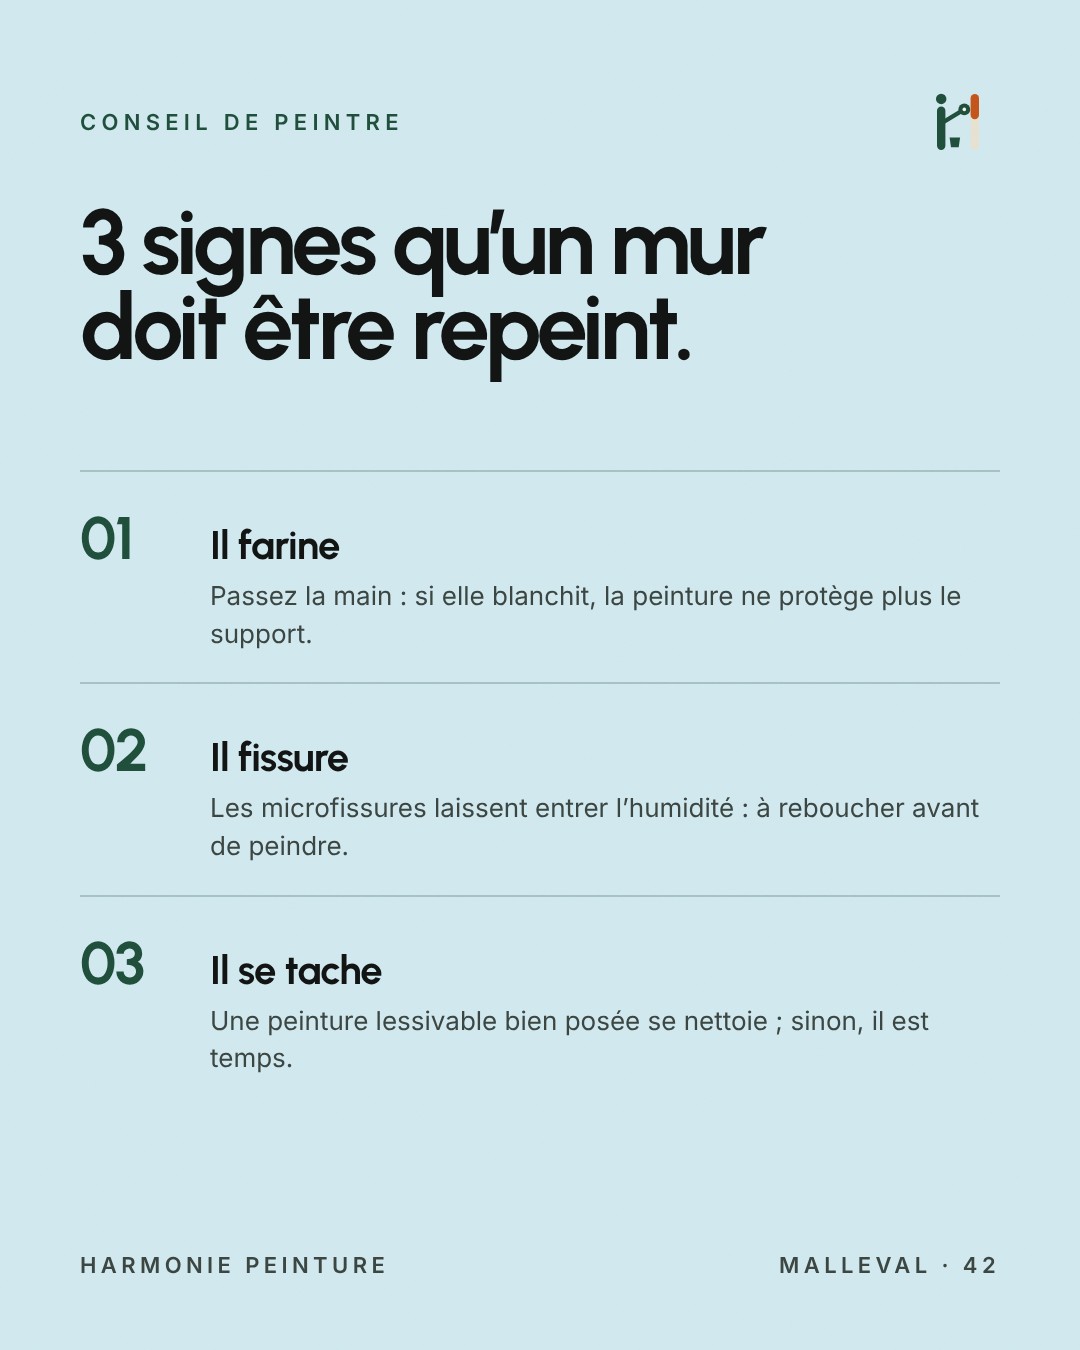 CONSEIL DE PEINTRE
3 signes qu’un mur
doit être repeint.
01
Il farine
Passez la main : si elle blanchit, la peinture ne protège plus le
support.
02
Il fissure
Les microfissures laissent entrer l’humidité : à reboucher avant
de peindre.
03
Il se tache
Une peinture lessivable bien posée se nettoie ; sinon, il est
temps.
HARMONIE PEINTURE
MALLEVAL · 42